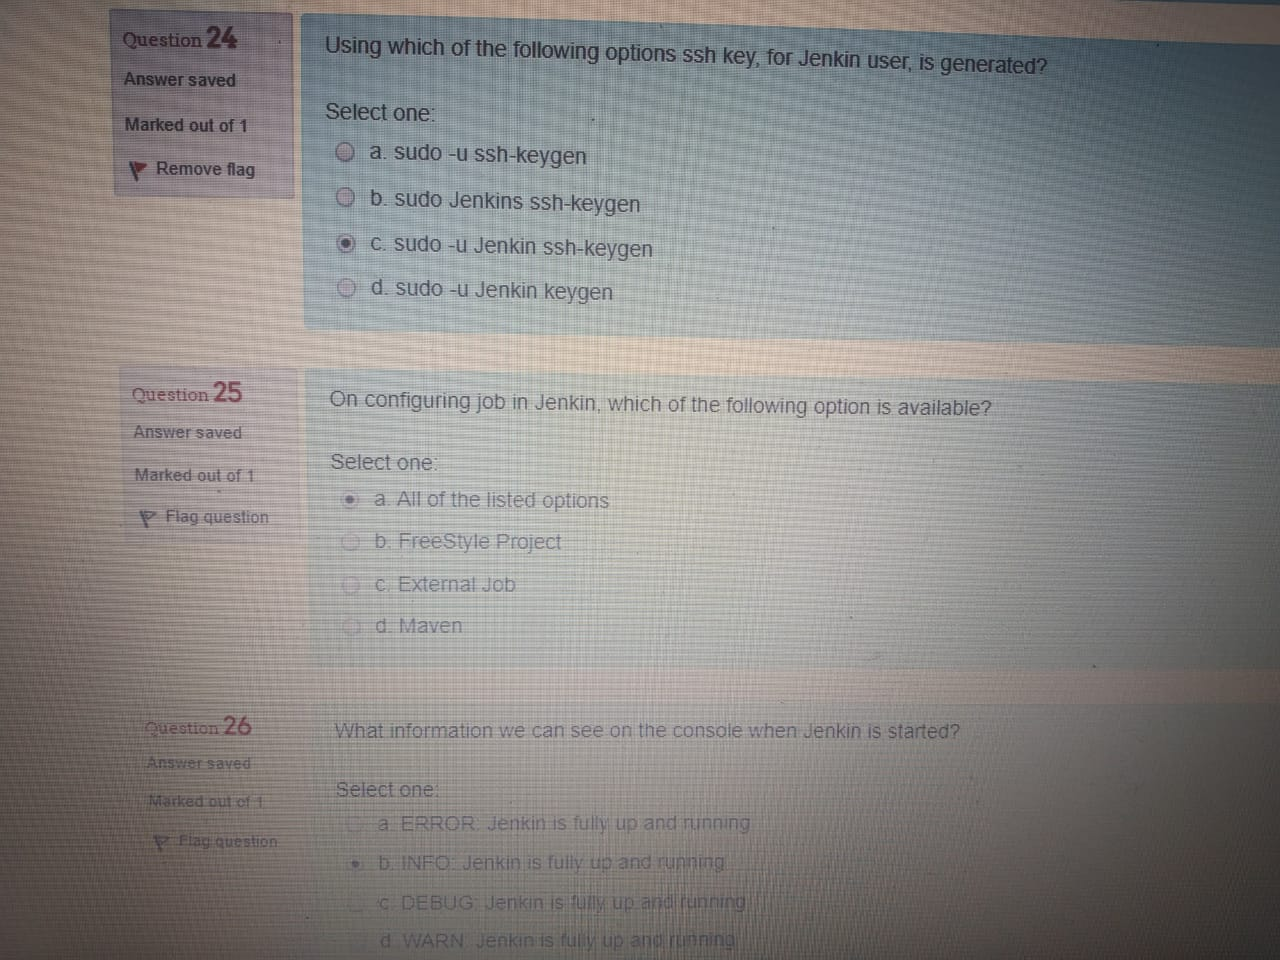 Question 24
Answer saved
Marked out of 1
Remove flag
Using which of the following options ssh key, for Jenkin user, is generated?
Select one:
a. sudo -u ssh-keygen
b. sudo Jenkins ssh-keygen
c. sudo -u Jenkin ssh-keygen
d. sudo -u Jenkin keygen
Question 25
Answer saved
Marked out of 1
Flag question
On configuring job in Jenkin, which of the following option is available?
Select one:
a. All of the listed options
b. FreeStyle Project
c. External Job
d. Maven
Question 26
Answer saved
Marked out of 1
Flag question
What information we can see on the console when Jenkin is started?
Select one:
a. ERROR: Jenkin is fully up and running
b. INFO: Jenkin is fully up and running
c. DEBUG: Jenkin is fully up and running
d. WARN: Jenkin is fully up and running